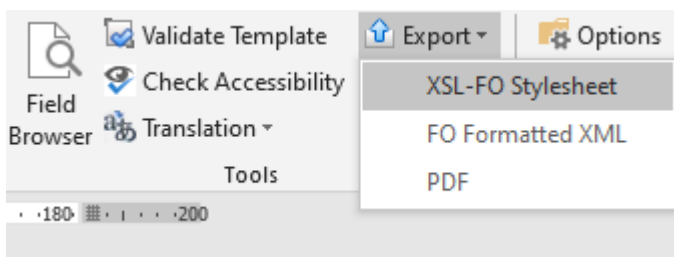 Validate Template
Check Accessibility
Field
Browser
Translation
Tools
Export
Options
XSL-FO Stylesheet
FO Formatted XML
PDF
180
200